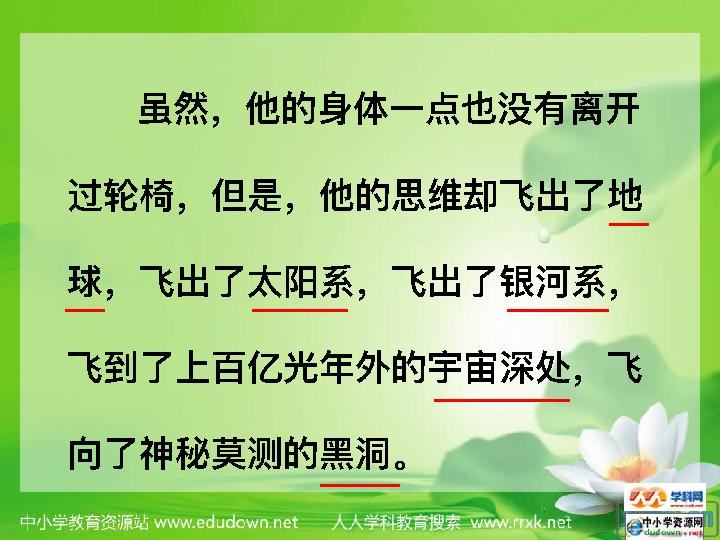 虽然，他的身体一点也没有离开
过轮椅，但是，他的思维却飞出了地
球，飞出了太阳系，飞出了银河系，
飞到了上百亿光年外的宇宙深处，飞
向了神秘莫测的黑洞。
学科网
www.rrxk.net
中小学教育资源站 www.edudown.net 人人学科教育搜索 www.rrxk.net
中小学资源网
edudown.net